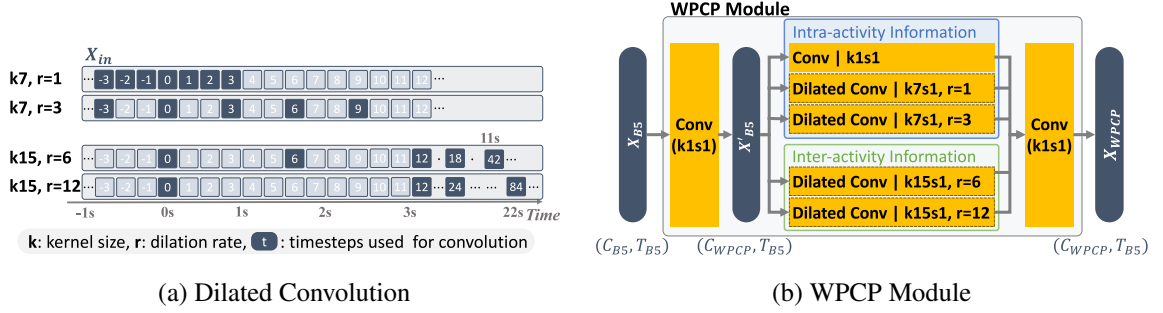 X_in
k7, r=1
··· -3 -2 -1 0 1 2 3 4 5 6 7 8 9 10 11 12 ···
k7, r=3
··· -3 -2 -1 0 1 2 3 4 5 6 7 8 9 10 11 12 ···
11s
k15, r=6
··· -3 -2 -1 0 1 2 3 4 5 6 7 8 9 10 11 12 · 18 · 42 ···
k15, r=12
··· -3 -2 -1 0 1 2 3 4 5 6 7 8 9 10 11 12 ··· 24 ··· ··· 84 ···
-1s 0s 1s 2s 3s 22s Time
k: kernel size, r: dilation rate, t : timesteps used for convolution
(a) Dilated Convolution
WPCP Module
X_B5
Conv
(k1s1)
X'_B5
Intra-activity Information
Conv | k1s1
Dilated Conv | k7s1, r=1
Dilated Conv | k7s1, r=3
Inter-activity Information
Dilated Conv | k15s1, r=6
Dilated Conv | k15s1, r=12
Conv
(k1s1)
X_WPCP
(C_B5, T_B5) (C_WPCP, T_B5) (C_WPCP, T_B5)
(b) WPCP Module